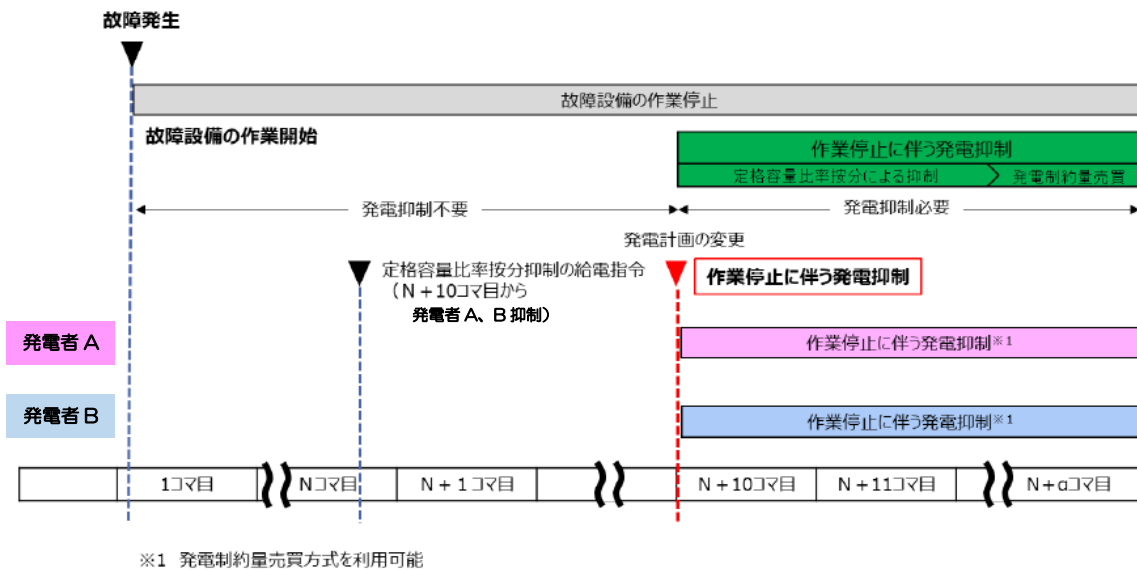 故障発生
故障設備の作業停止
故障設備の作業開始
作業停止に伴う発電抑制
定格容量比率按分による抑制
発電制約量売買
発電抑制不要
発電抑制必要
発電計画の変更
定格容量比率按分抑制の給電指令
(N+10コマ目から
発電者A、B抑制)
作業停止に伴う発電抑制
発電者A
作業停止に伴う発電抑制※1
発電者B
作業停止に伴う発電抑制※1
1コマ目
Nコマ目
N+1コマ目
N+10コマ目
N+11コマ目
N+αコマ目
※1 発電制約量売買方式を利用可能